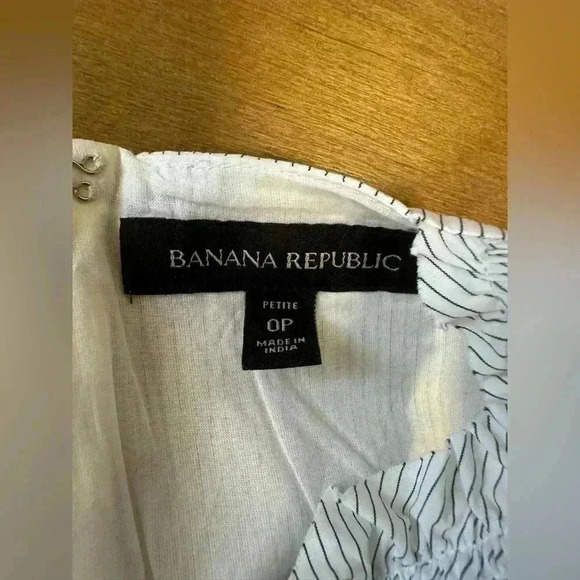 BANANA REPUBLIC
PETITE
0P
MADE IN
INDIA